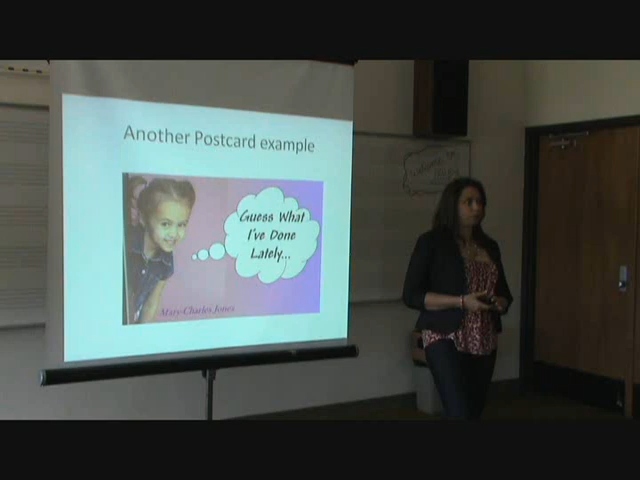 Another Postcard example
Guess What
I've Done
Lately...
Mary-Charles Jones